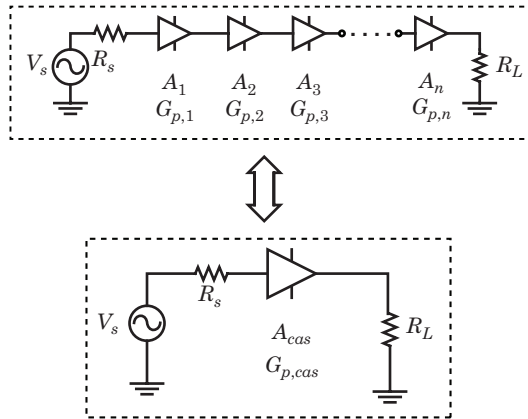 V_s R_s
A_1 A_2 A_3 A_n R_L
G_{p,1} G_{p,2} G_{p,3} G_{p,n}
R_s
V_s R_L
A_{cas}
G_{p,cas}